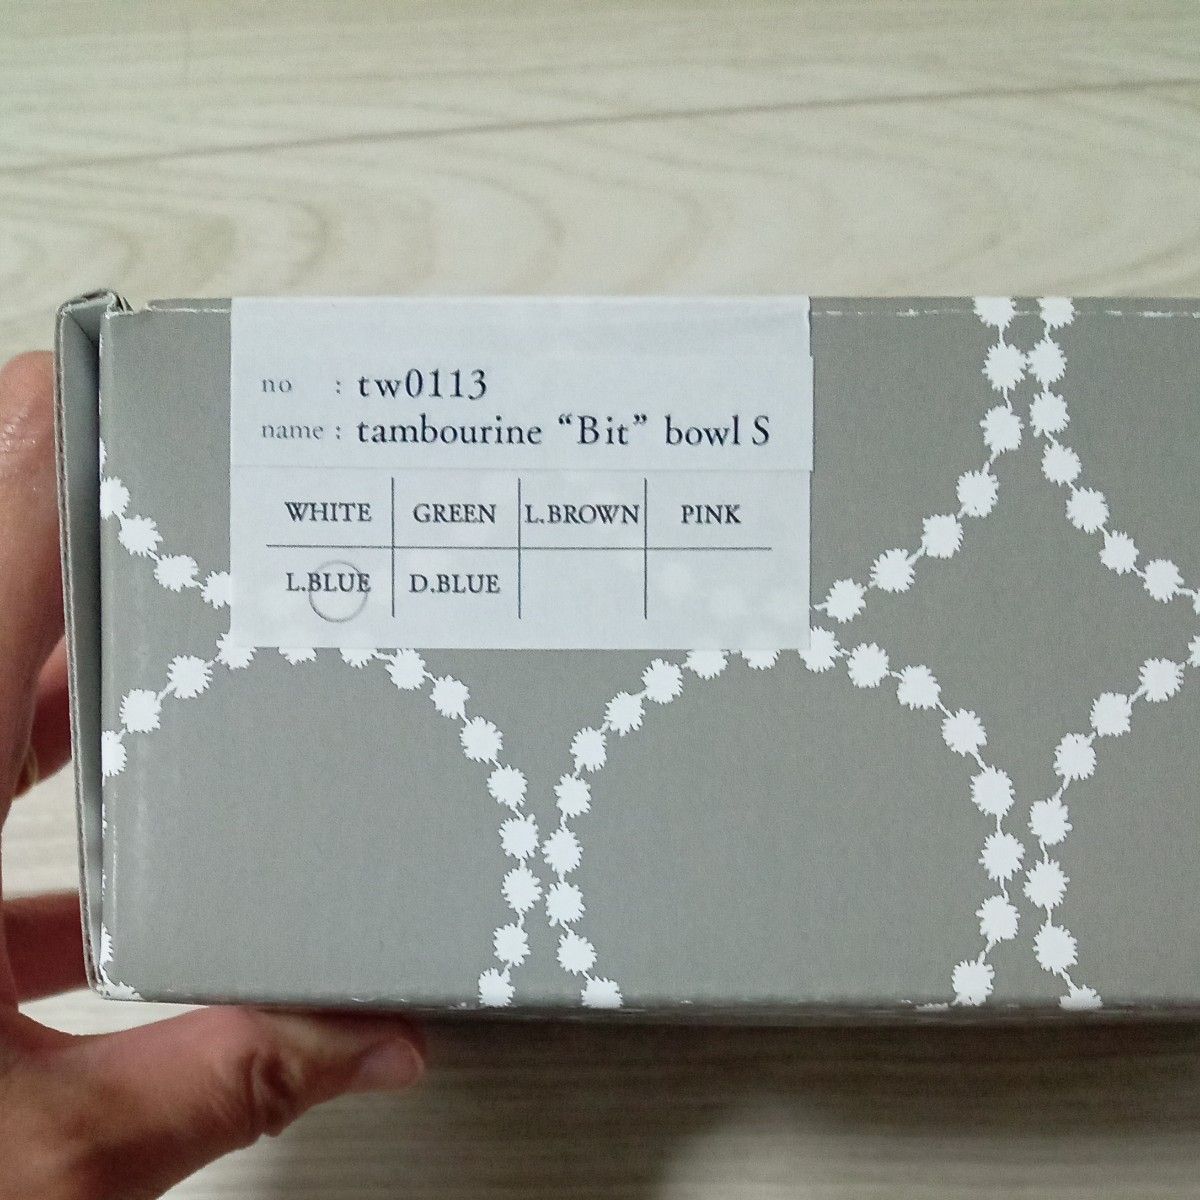 no : tw0113
name : tambourine “Bit” bowl S
WHITE GREEN L.BROWN PINK
L.BLUE D.BLUE